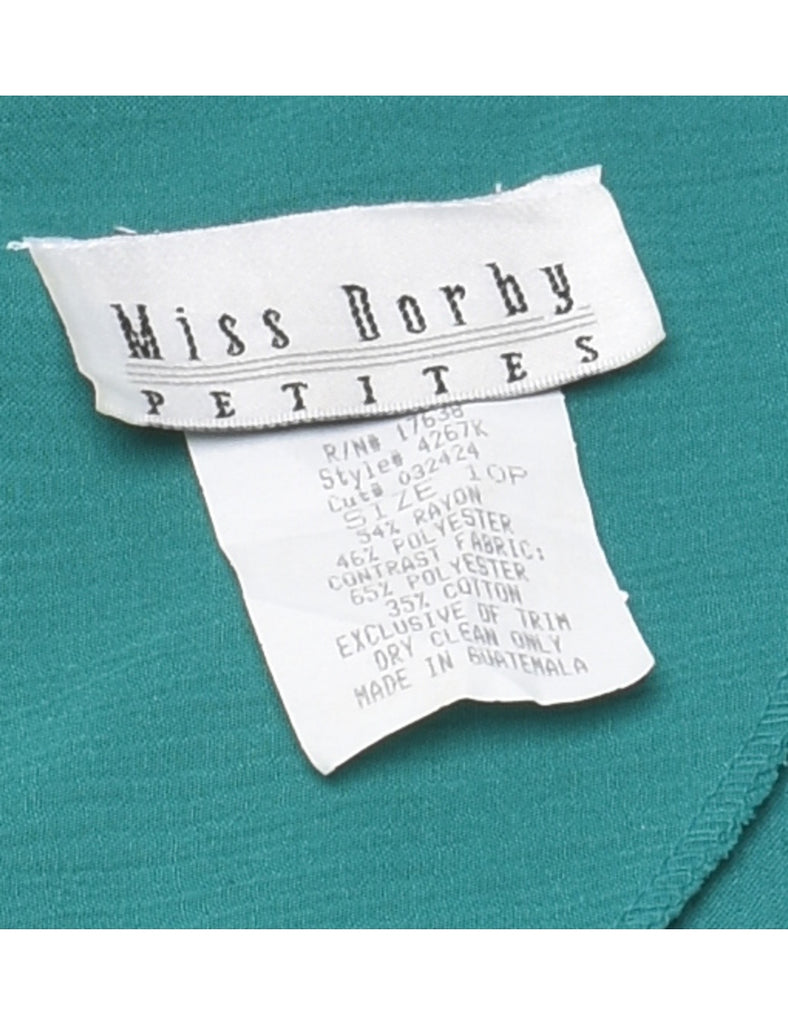 Miss Dorby
PETITES
R/N# 17638
Style# 4267K
Cut# 032424
SIZE 10P
54% RAYON
46% POLYESTER
CONTRAST FABRIC:
65% POLYESTER
35% COTTON
EXCLUSIVE OF TRIM
DRY CLEAN ONLY
MADE IN GUATEMALA